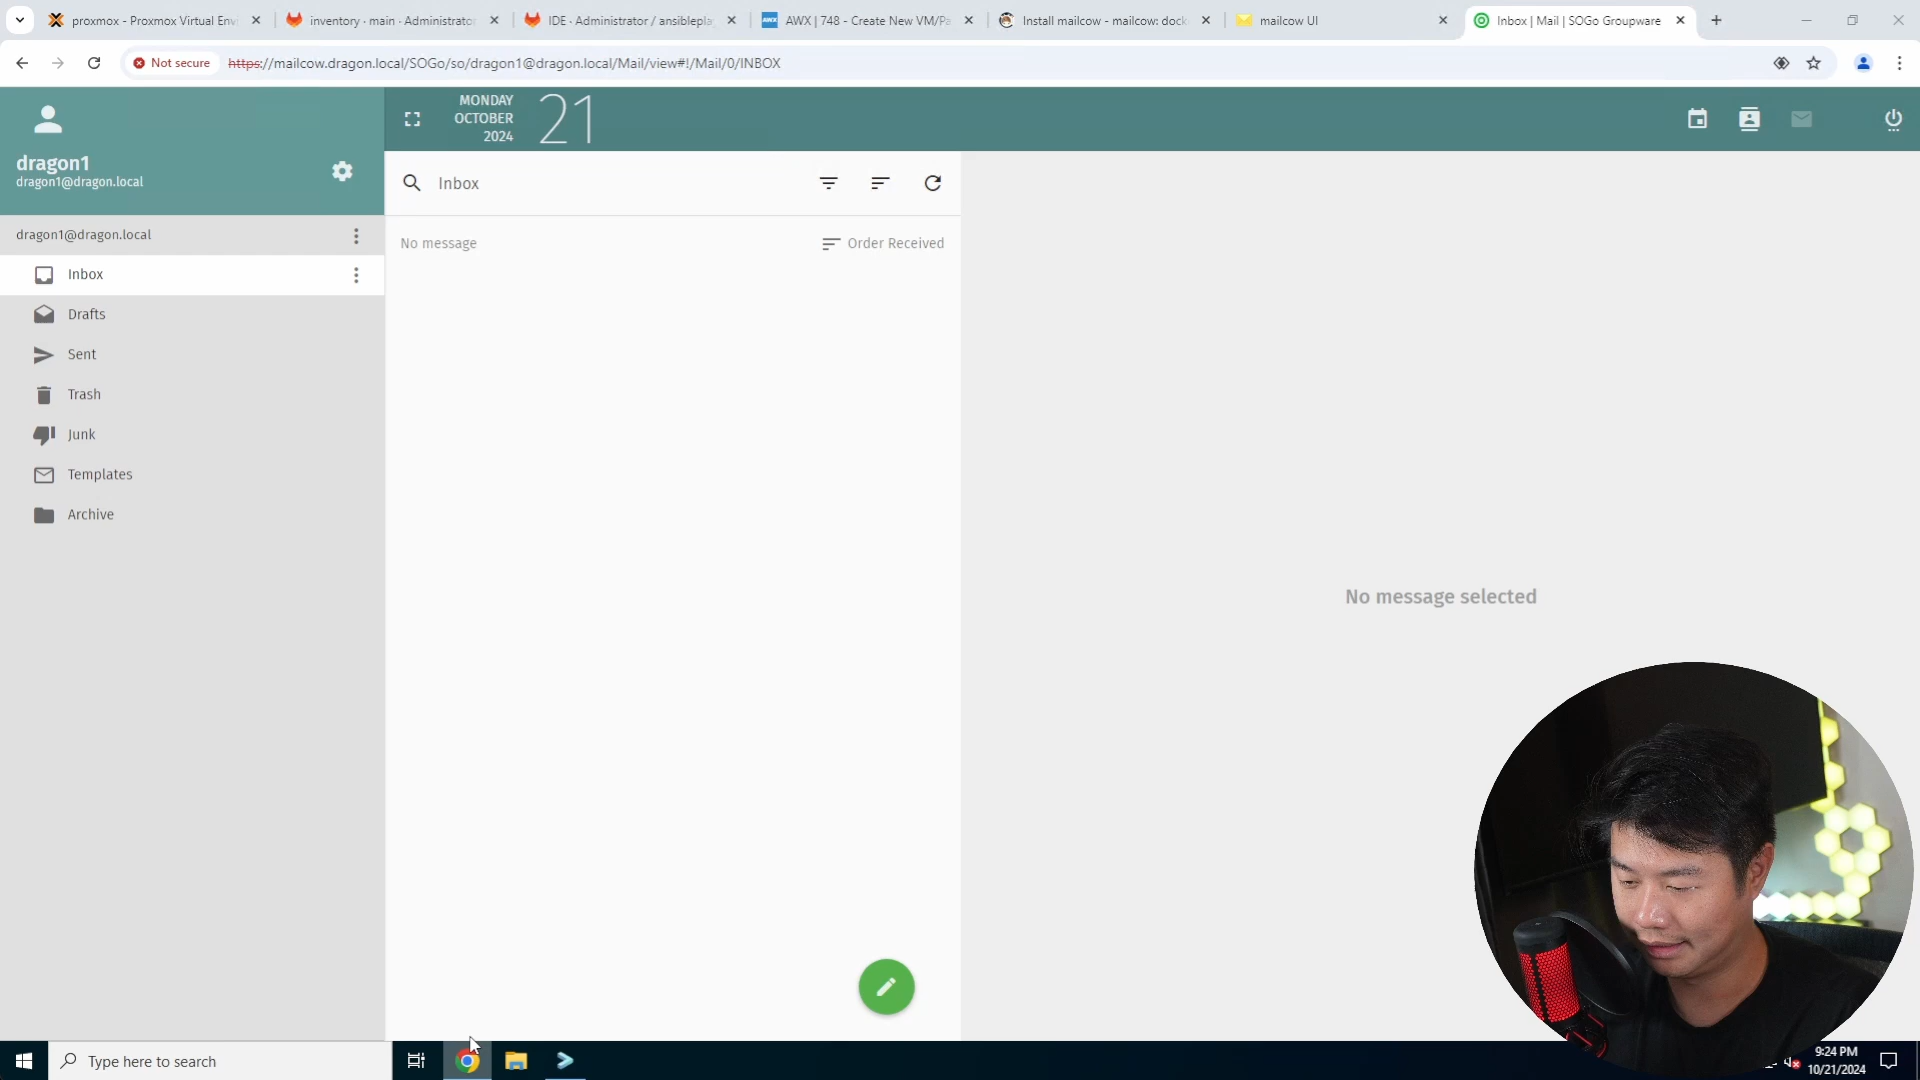 proxmox - Proxmox Virtual Envi
inventory · main · Administrator
IDE · Administrator / ansiblepla
AWX | 748 - Create New VM/Pa
Install mailcow - mailcow: dock
mailcow UI
Inbox | Mail | SOGo Groupware
Not secure
https://mailcow.dragon.local/SOGo/so/dragon1@dragon.local/Mail/view#!/Mail/0/INBOX
MONDAY
OCTOBER
2024
21
dragon1
dragon1@dragon.local
Inbox
dragon1@dragon.local
No message
Order Received
Inbox
Drafts
Sent
Trash
Junk
Templates
Archive
No message selected
Type here to search
9:24 PM
10/21/2024